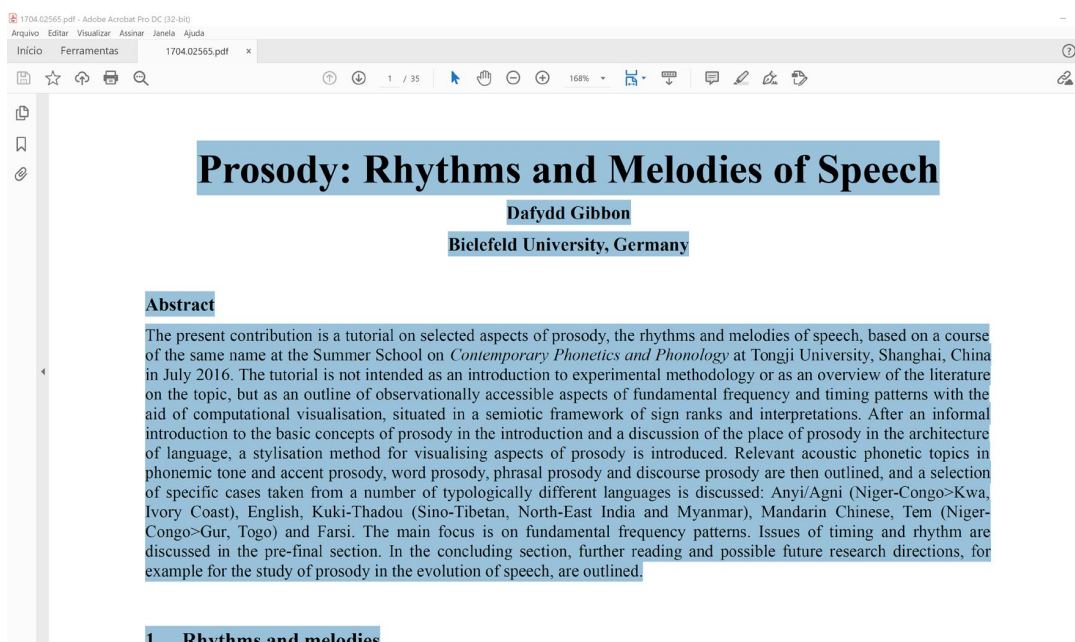 1704.02565.pdf - Adobe Acrobat Pro DC (32-bit)
Arquivo Editar Visualizar Assinar Janela Ajuda
Início Ferramentas 1704.02565.pdf ×
1 / 35 168%
Prosody: Rhythms and Melodies of Speech
Dafydd Gibbon
Bielefeld University, Germany
Abstract
The present contribution is a tutorial on selected aspects of prosody, the rhythms and melodies of speech, based on a course
of the same name at the Summer School on Contemporary Phonetics and Phonology at Tongji University, Shanghai, China
in July 2016. The tutorial is not intended as an introduction to experimental methodology or as an overview of the literature
on the topic, but as an outline of observationally accessible aspects of fundamental frequency and timing patterns with the
aid of computational visualisation, situated in a semiotic framework of sign ranks and interpretations. After an informal
introduction to the basic concepts of prosody in the introduction and a discussion of the place of prosody in the architecture
of language, a stylisation method for visualising aspects of prosody is introduced. Relevant acoustic phonetic topics in
phonemic tone and accent prosody, word prosody, phrasal prosody and discourse prosody are then outlined, and a selection
of specific cases taken from a number of typologically different languages is discussed: Anyi/Agni (Niger-Congo>Kwa,
Ivory Coast), English, Kuki-Thadou (Sino-Tibetan, North-East India and Myanmar), Mandarin Chinese, Tem (Niger-
Congo>Gur, Togo) and Farsi. The main focus is on fundamental frequency patterns. Issues of timing and rhythm are
discussed in the pre-final section. In the concluding section, further reading and possible future research directions, for
example for the study of prosody in the evolution of speech, are outlined.
1 Rhythms and melodies